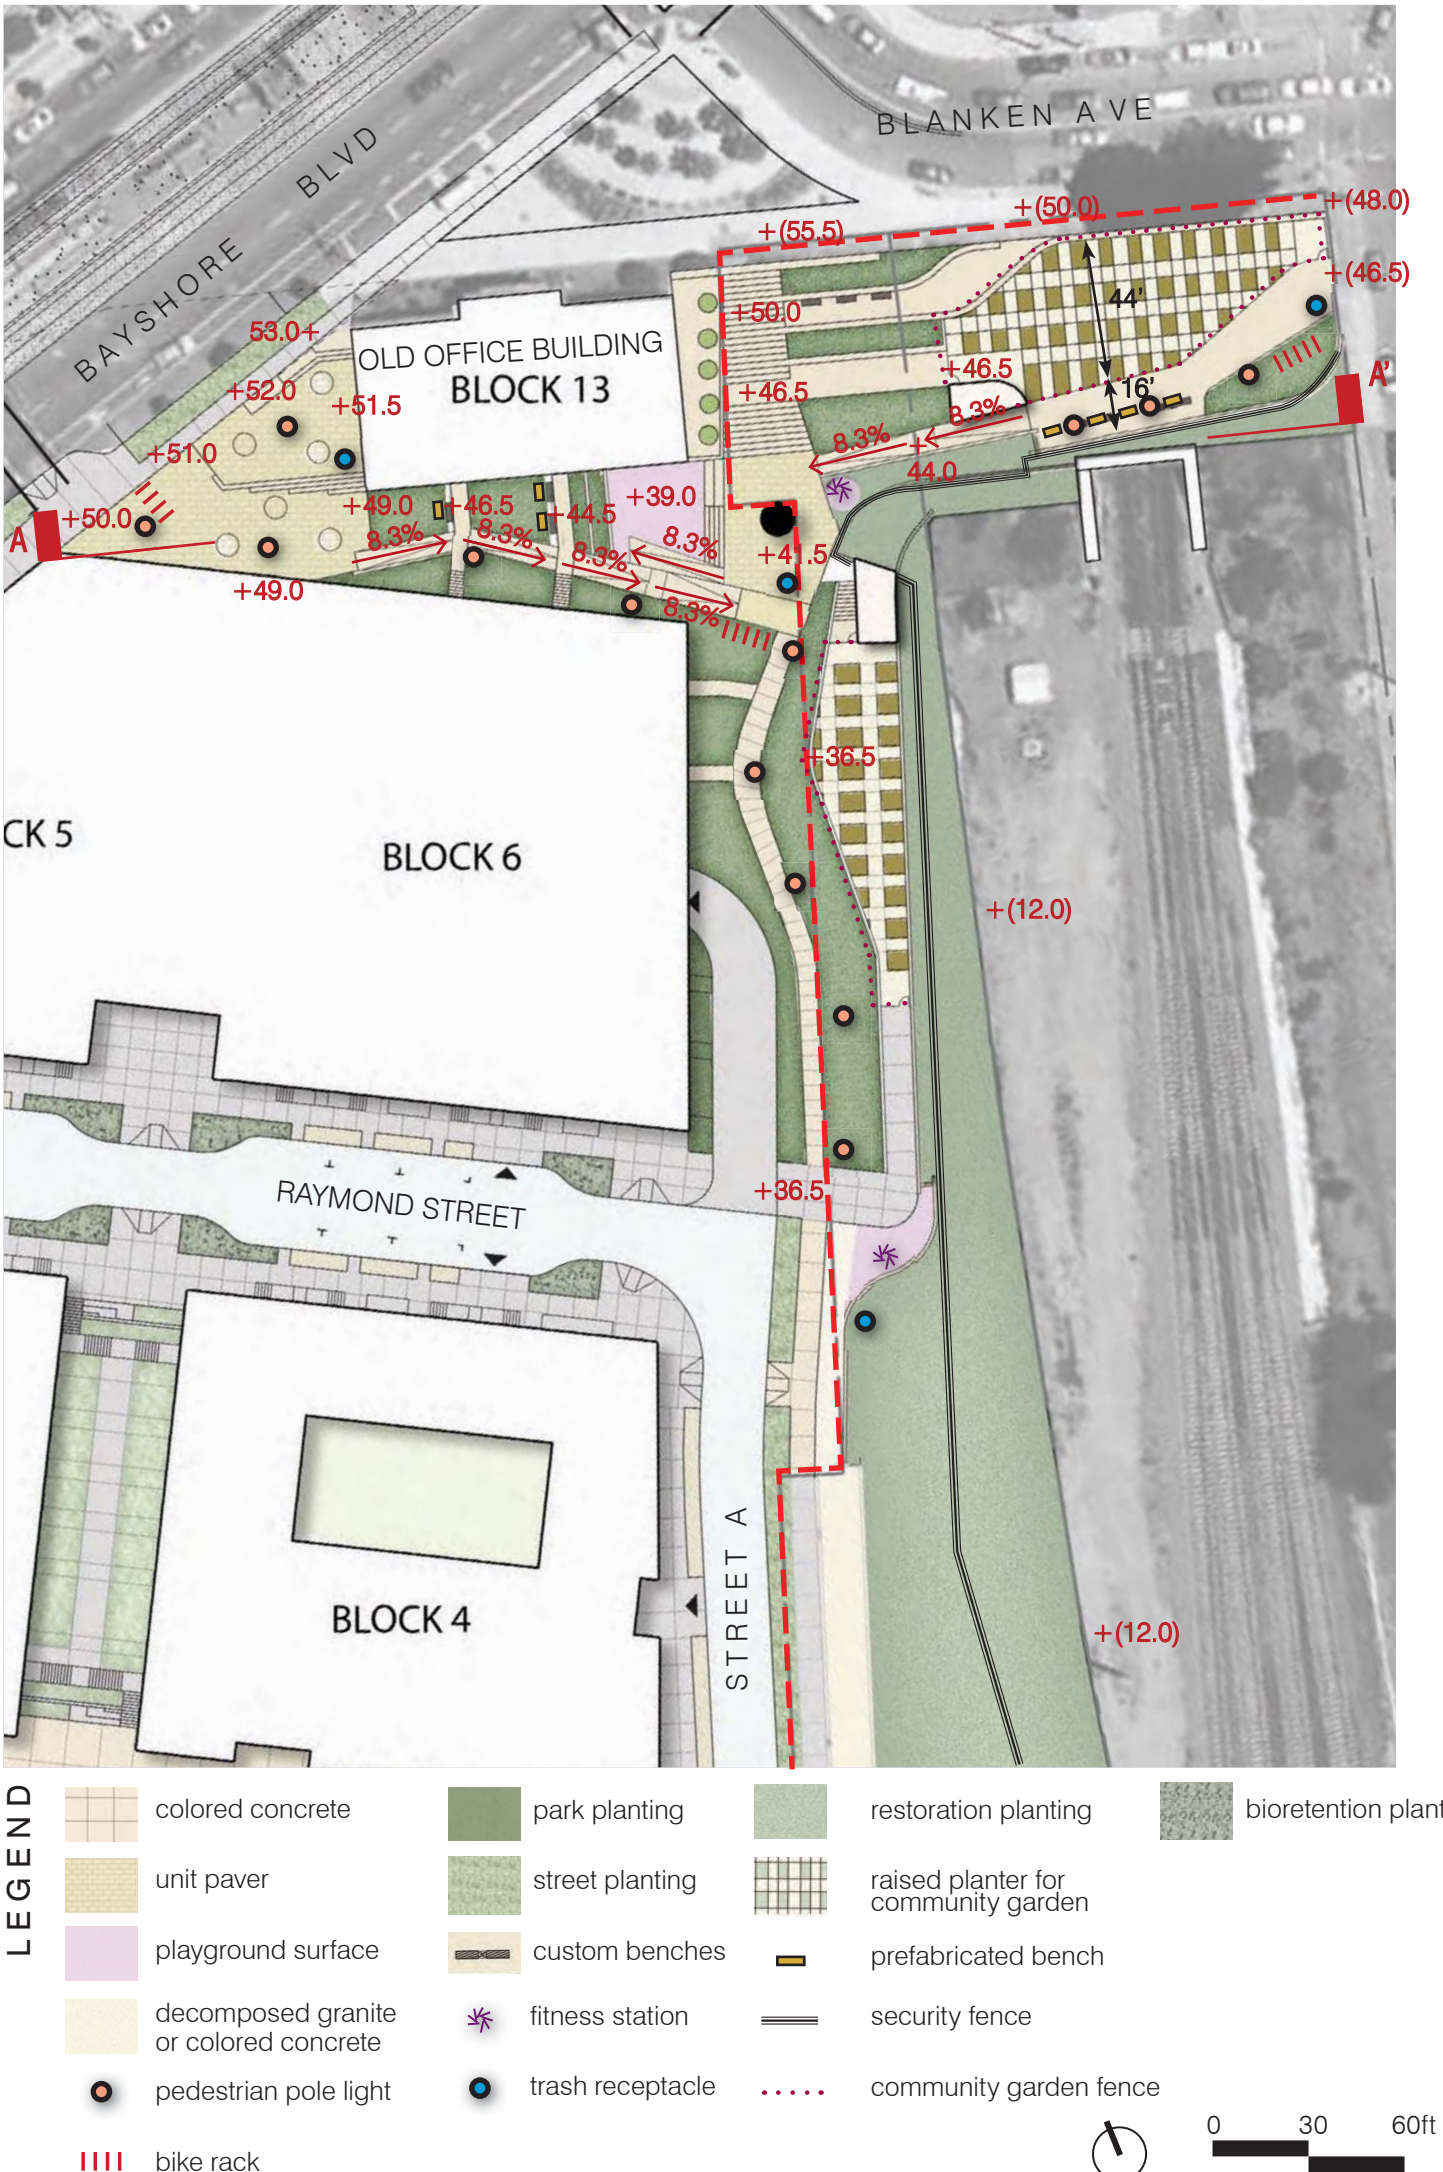 BLANKEN AVE
BAYSHORE BLVD
+(48.0)
+(50.0)
+(55.5)
+(46.5)
44'
+50.0
53.0+
OLD OFFICE BUILDING
BLOCK 13
+46.5
A'
16'
+52.0
+51.5
+46.5
8.3%
8.3%
+
44.0
+51.0
+49.0
+46.5
+44.5
+39.0
+50.0
A
8.3%
8.3%
8.3%
8.3%
+41.5
8.3%
+49.0
+36.5
CK 5
BLOCK 6
+(12.0)
RAYMOND STREET
+36.5
STREET A
BLOCK 4
+(12.0)
LEGEND
colored concrete
park planting
restoration planting
bioretention plant
unit paver
street planting
raised planter for
community garden
playground surface
custom benches
prefabricated bench
decomposed granite
or colored concrete
fitness station
security fence
pedestrian pole light
trash receptacle
community garden fence
bike rack
0 30 60ft